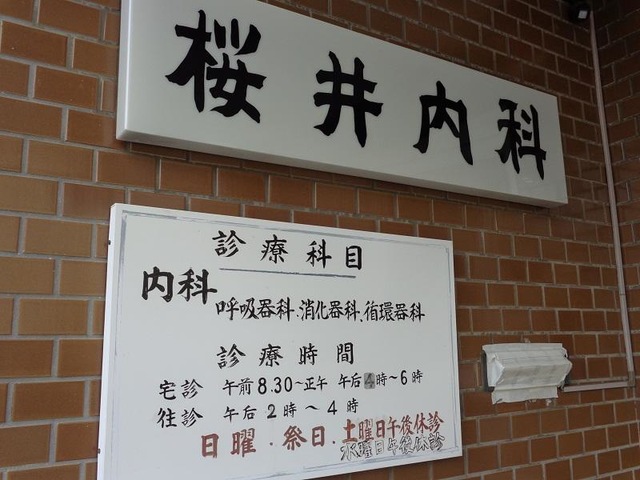 桜井内科
診療科目
内科
呼吸器科、消化器科、循環器科
診療時間
宅診 午前8.30~正午 午后4時~6時
往診 午后2時~4時
日曜.祭日.土曜日午後休診
水曜日午後休診